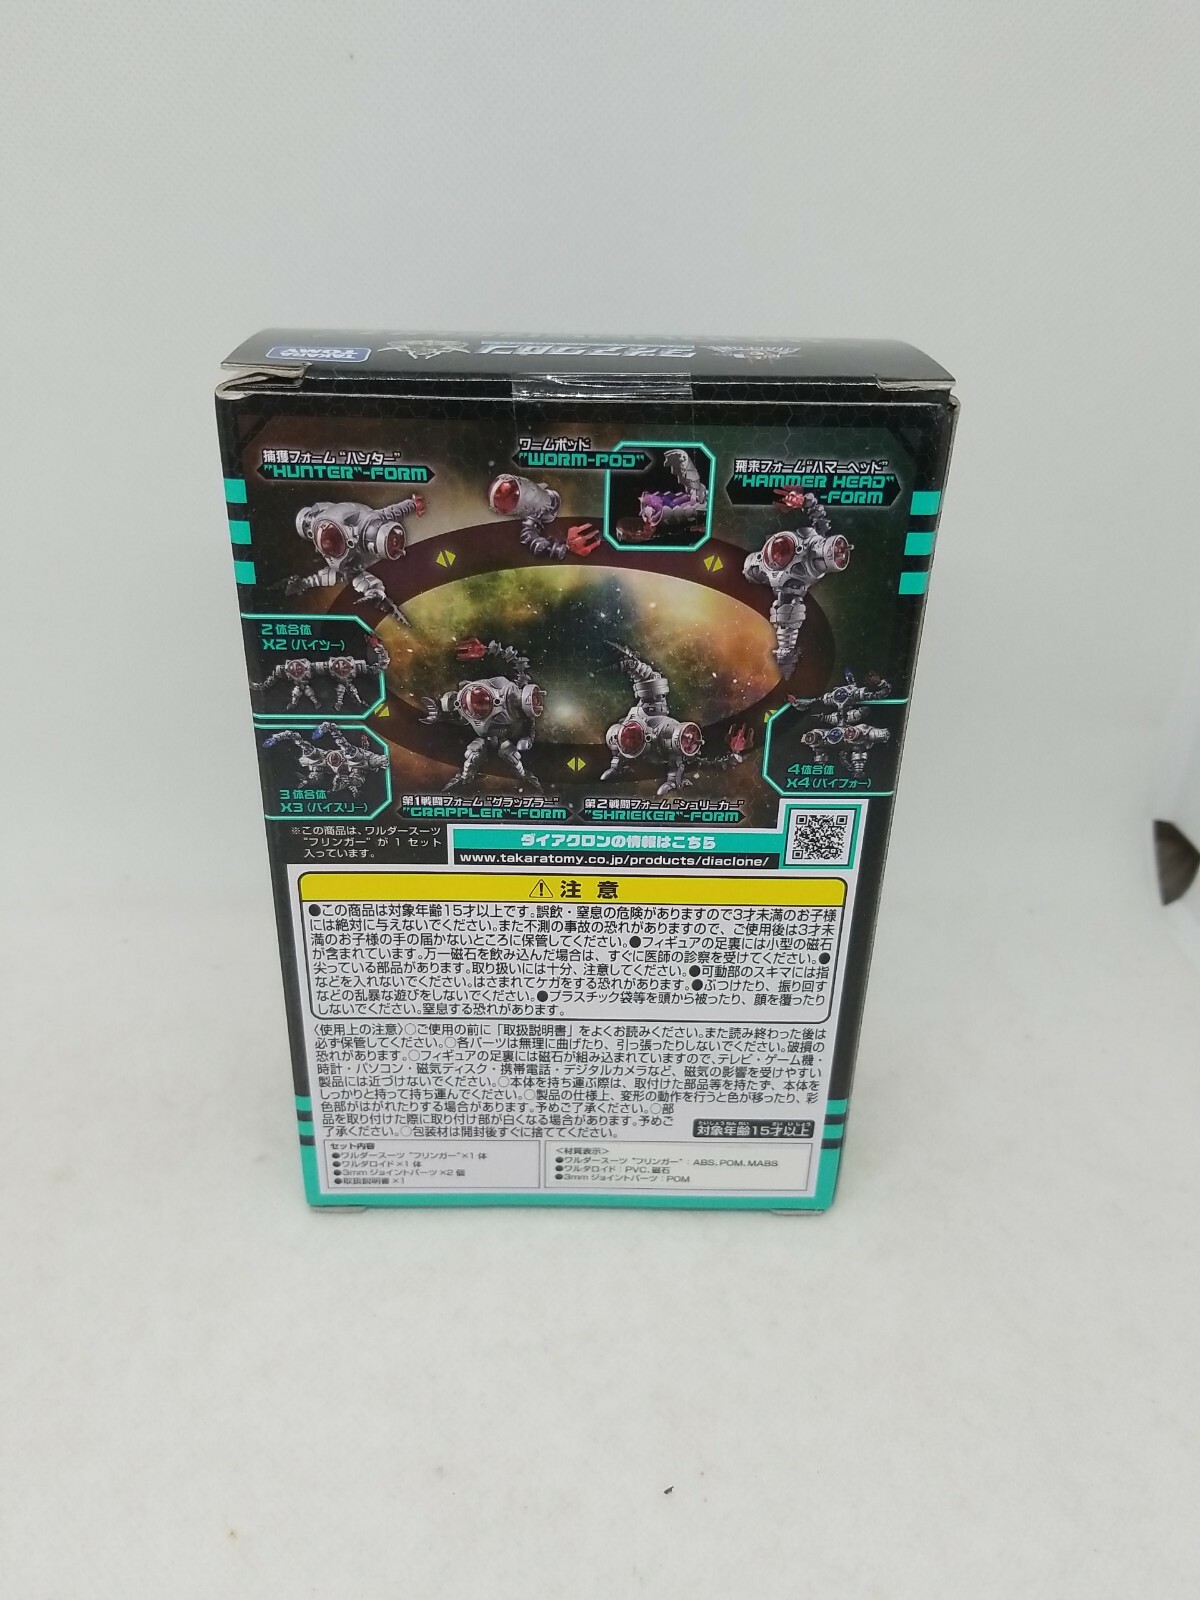 TAKARA TOMY
ダイアクロン
捕獲フォーム“ハンター”
"HUNTER"-FORM
ワームポッド
"WORM-POD"
飛来フォーム“ハマーヘッド”
"HAMMER HEAD"
-FORM
2体合体
X2(バイツー)
3体合体
X3(バイスリー)
4体合体
X4(バイフォー)
第1戦闘フォーム“グラップラー”
"GRAPPLER"-FORM
第2戦闘フォーム“シュリーカー”
"SHRIEKER"-FORM
※この商品は、ワルダースーツ
“フリンガー”が1セット
入っています。
ダイアクロンの情報はこちら
www.takaratomy.co.jp/products/diaclone/
⚠注意
●この商品は対象年齢15才以上です。誤飲・窒息の危険がありますので3才未満のお子様
には絶対に与えないでください。また不測の事故の恐れがありますので、ご使用後は3才未
満のお子様の手の届かないところに保管してください。●フィギュアの足裏には小型の磁石
が含まれています。万一磁石を飲み込んだ場合は、すぐに医師の診察を受けてください。●
尖っている部品があります。取り扱いには十分、注意してください。●可動部のスキマには指
などを入れないでください。はさまれてケガをする恐れがあります。●ぶつけたり、振り回す
などの乱暴な遊びをしないでください。●プラスチック袋等を頭から被ったり、顔を覆ったり
しないでください。窒息する恐れがあります。
〈使用上の注意〉○ご使用の前に「取扱説明書」をよくお読みください。また読み終わった後は
必ず保管してください。○各パーツは無理に曲げたり、引っ張ったりしないでください。破損の
恐れがあります。○フィギュアの足裏には磁石が組み込まれていますので、テレビ・ゲーム機・
時計・パソコン・磁気ディスク・携帯電話・デジタルカメラなど、磁気の影響を受けやすい
製品には近づけないでください。○本体を持ち運ぶ際は、取付けた部品等を持たず、本体を
しっかりと持って持ち運んでください。○製品の仕様上、変形の動作を行うと色が移ったり、彩
色部がはがれたりする場合があります。予めご了承ください。○部
品を取り付けた際に取り付け部が白くなる場合があります。予めご
了承ください。○包装材は開封後すぐに捨ててください。
対象年齢15才以上
セット内容
●ワルダースーツ “フリンガー”×1体
●ワルダロイド×1体
●3mmジョイントパーツ×2個
●取扱説明書×1
<材質表示>
●ワルダースーツ “フリンガー”:ABS、POM、MABS
●ワルダロイド:PVC、磁石
●3mmジョイントパーツ:POM